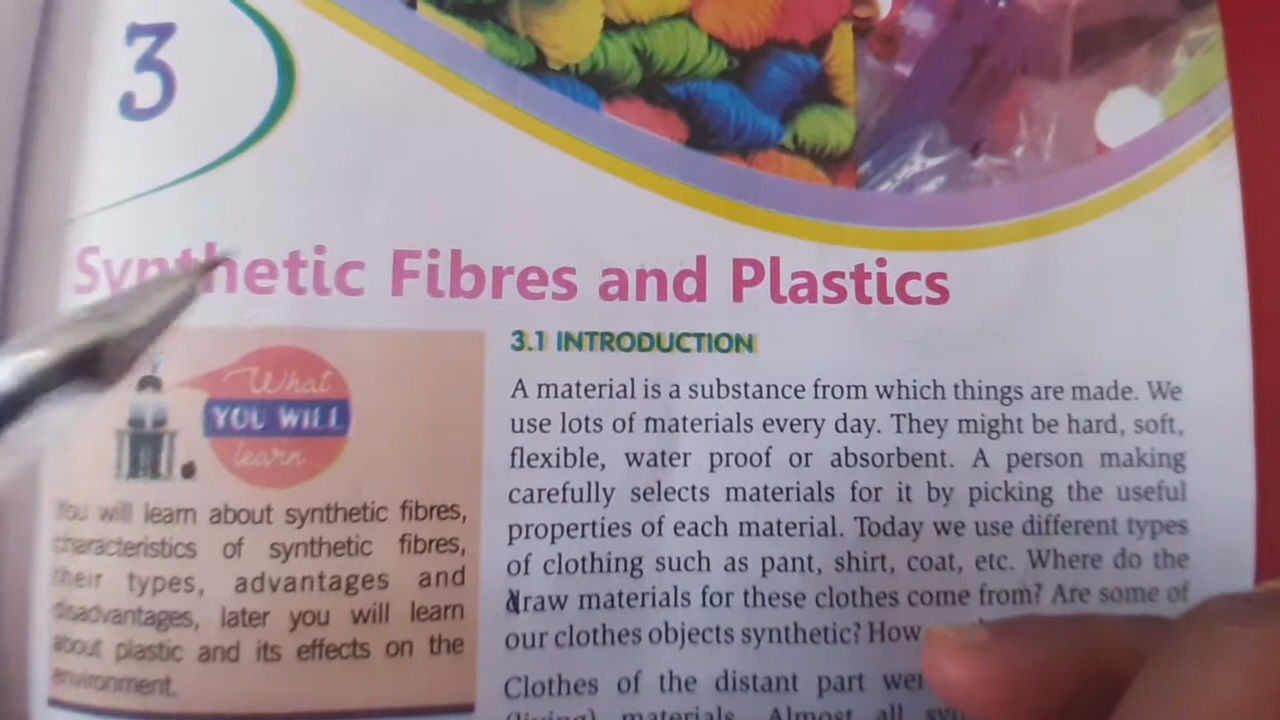 3
Synthetic Fibres and Plastics
What
YOU WILL
learn
You will learn about synthetic fibres,
characteristics of synthetic fibres,
their types, advantages and
disadvantages, later you will learn
about plastic and its effects on the
environment.
3.1 INTRODUCTION
A material is a substance from which things are made. We
use lots of materials every day. They might be hard, soft,
flexible, water proof or absorbent. A person making
carefully selects materials for it by picking the useful
properties of each material. Today we use different types
of clothing such as pant, shirt, coat, etc. Where do the
raw materials for these clothes come from? Are some of
our clothes objects synthetic? How
Clothes of the distant part
(living) materials. Almost all